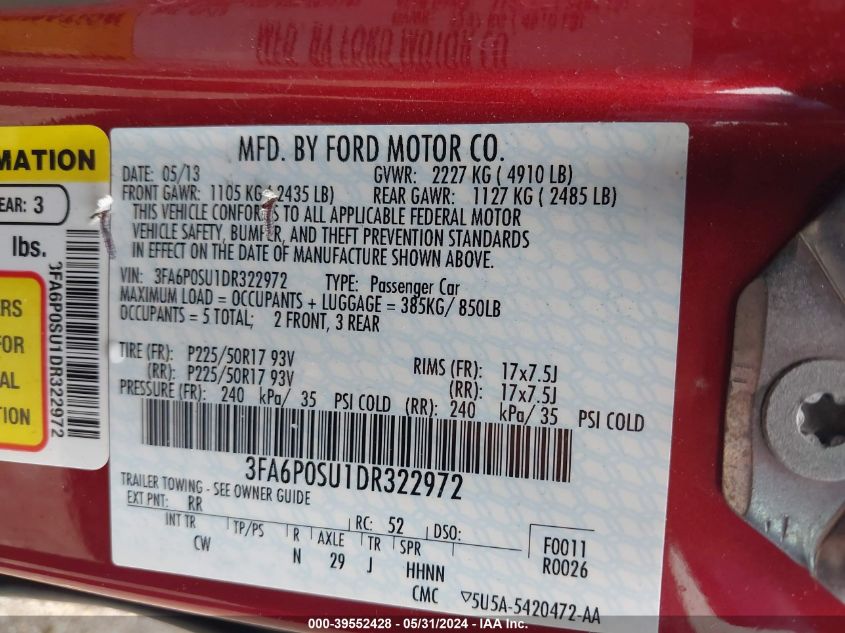 MFD. BY FORD MOTOR CO.
DATE: 05/13
GVWR: 2227 KG ( 4910 LB)
FRONT GAWR: 1105 KG ( 2435 LB)
REAR GAWR: 1127 KG ( 2485 LB)
THIS VEHICLE CONFORMS TO ALL APPLICABLE FEDERAL MOTOR
VEHICLE SAFETY, BUMPER, AND THEFT PREVENTION STANDARDS
IN EFFECT ON THE DATE OF MANUFACTURE SHOWN ABOVE.
VIN: 3FA6P0SU1DR322972 TYPE: Passenger Car
MAXIMUM LOAD = OCCUPANTS + LUGGAGE = 385KG/ 850LB
OCCUPANTS = 5 TOTAL; 2 FRONT, 3 REAR
TIRE (FR): P225/50R17 93V RIMS (FR): 17x7.5J
(RR): P225/50R17 93V (RR): 17x7.5J
PRESSURE (FR): 240 kPa/ 35 PSI COLD (RR): 240 kPa/ 35 PSI COLD
3FA6P0SU1DR322972
TRAILER TOWING - SEE OWNER GUIDE
EXT PNT: RR RC: 52 DSO:
INT TR TP/PS R AXLE TR SPR
CW N 29 J HHNN
F0011
R0026
CMC ▽5U5A-5420472-AA
MATION
EAR: 3
lbs.
3FA6P0SU1DR322972
ERS
FOR
AL
TION
MFD. BY FORD MOTOR CO.
000-39552428 - 05/31/2024 - IAA Inc.